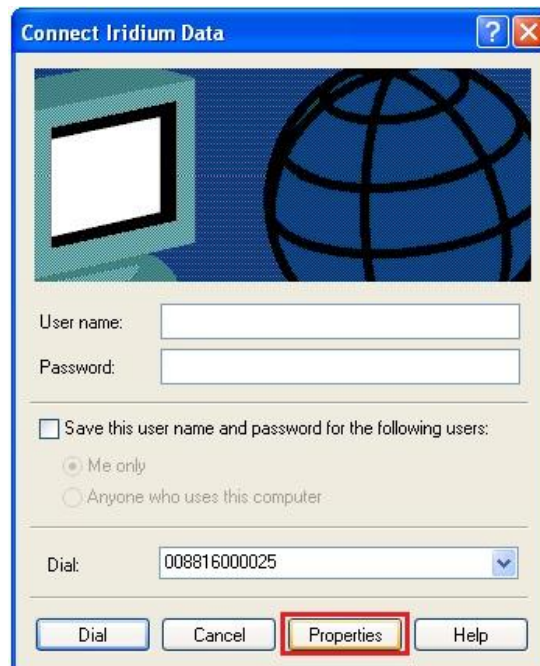 Connect Iridium Data
User name:
Password:
Save this user name and password for the following users:
Me only
Anyone who uses this computer
Dial: 008816000025
Dial Cancel Properties Help